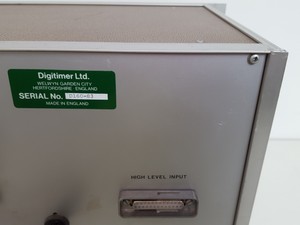 Digitimer Ltd.
WELWYN GARDEN CITY
HERTFORDSHIRE ENGLAND
SERIAL No.
MADE IN ENGLAND
HIGH LEVEL INPUT